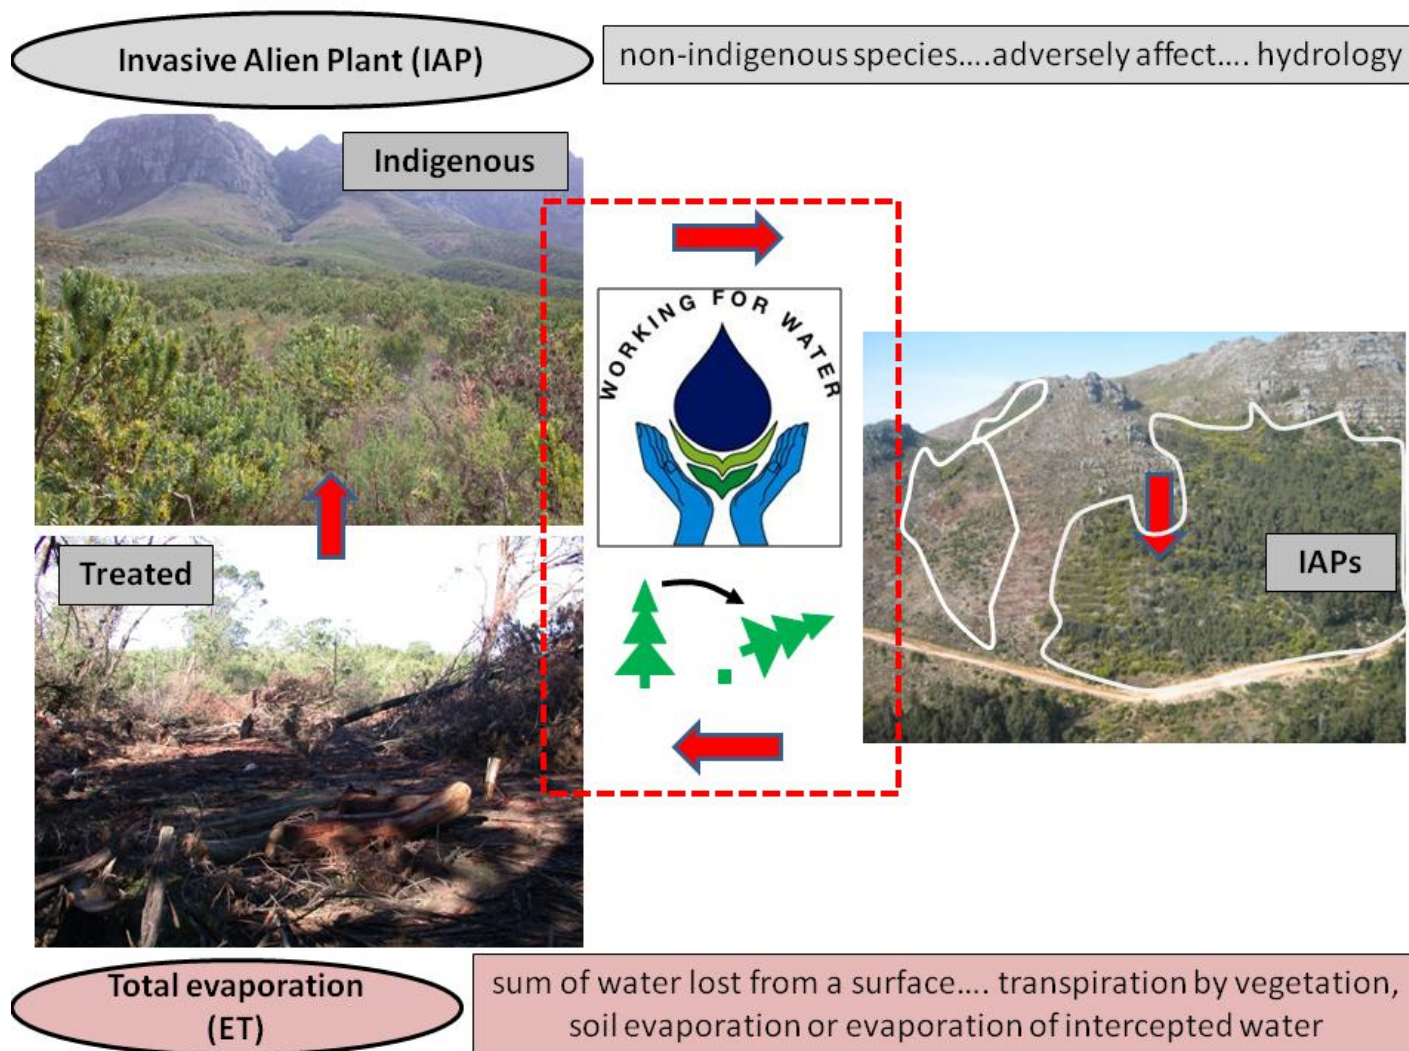 Invasive Alien Plant (IAP)
non-indigenous species....adversely affect.... hydrology
Indigenous
WORKING FOR WATER
Treated
IAPs
Total evaporation
(ET)
sum of water lost from a surface.... transpiration by vegetation,
soil evaporation or evaporation of intercepted water